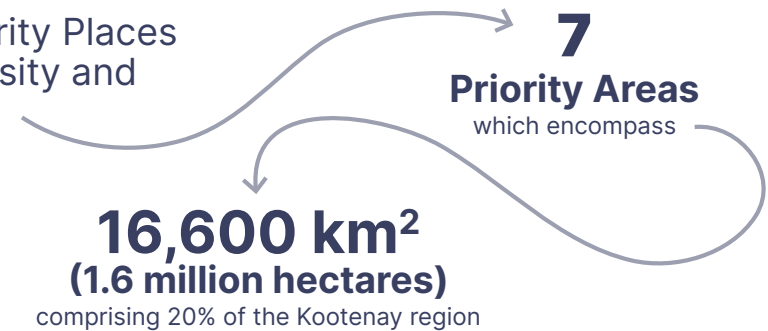 rity Places
sity and
7
Priority Areas
which encompass
16,600 km²
(1.6 million hectares)
comprising 20% of the Kootenay region